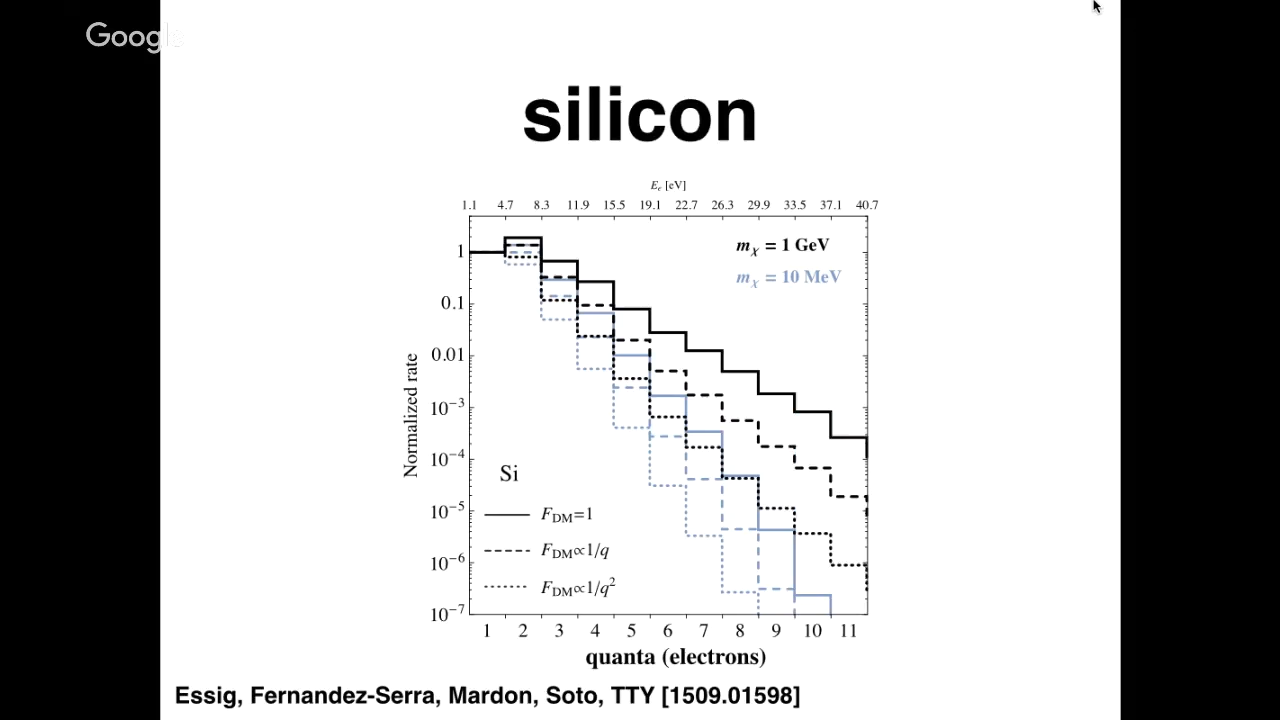 Google
silicon
E_e [eV]
1.1 4.7 8.3 11.9 15.5 19.1 22.7 26.3 29.9 33.5 37.1 40.7
m_χ = 1 GeV
m_χ = 10 MeV
1
0.1
0.01
10^−3
10^−4
10^−5
10^−6
10^−7
Normalized rate
Si
F_DM=1
F_DM∝1/q
F_DM∝1/q²
1 2 3 4 5 6 7 8 9 10 11
quanta (electrons)
Essig, Fernandez-Serra, Mardon, Soto, TTY [1509.01598]